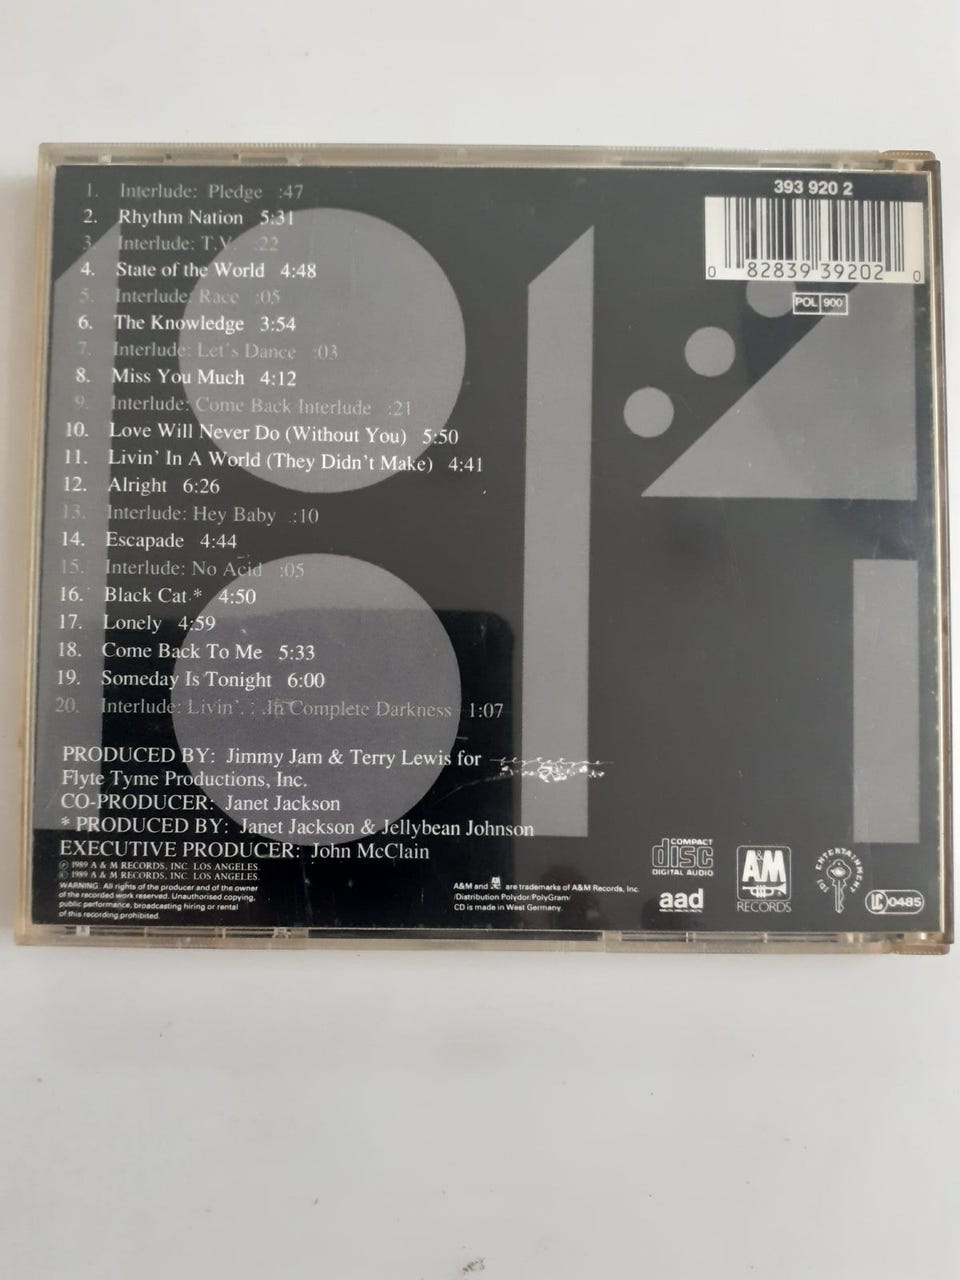 1. Interlude: Pledge :47
2. Rhythm Nation 5:31
3. Interlude: T.V. :22
4. State of the World 4:48
5. Interlude: Race :05
6. The Knowledge 3:54
7. Interlude: Let's Dance :03
8. Miss You Much 4:12
9. Interlude: Come Back Interlude :21
10. Love Will Never Do (Without You) 5:50
11. Livin' In A World (They Didn't Make) 4:41
12. Alright 6:26
13. Interlude: Hey Baby :10
14. Escapade 4:44
15. Interlude: No Acid :05
16. Black Cat * 4:50
17. Lonely 4:59
18. Come Back To Me 5:33
19. Someday Is Tonight 6:00
20. Interlude: Livin'. . .In Complete Darkness 1:07
393 920 2
0 82839 39202 0
POL 900
1814
PRODUCED BY: Jimmy Jam & Terry Lewis for
Flyte Tyme Productions, Inc.
CO-PRODUCER: Janet Jackson
* PRODUCED BY: Janet Jackson & Jellybean Johnson
EXECUTIVE PRODUCER: John McClain
℗ 1989 A & M RECORDS, INC. LOS ANGELES.
© 1989 A & M RECORDS, INC. LOS ANGELES.
WARNING: All rights of the producer and of the owner
of the recorded work reserved. Unauthorised copying,
public performance, broadcasting hiring or rental
of this recording prohibited.
A&M and A&M are trademarks of A&M Records, Inc.
/Distribution Polydor/PolyGram/
CD is made in West Germany.
COMPACT
disc
DIGITAL AUDIO
aad
A&M
RECORDS
JDJ ENTERTAINMENT
LC 0485